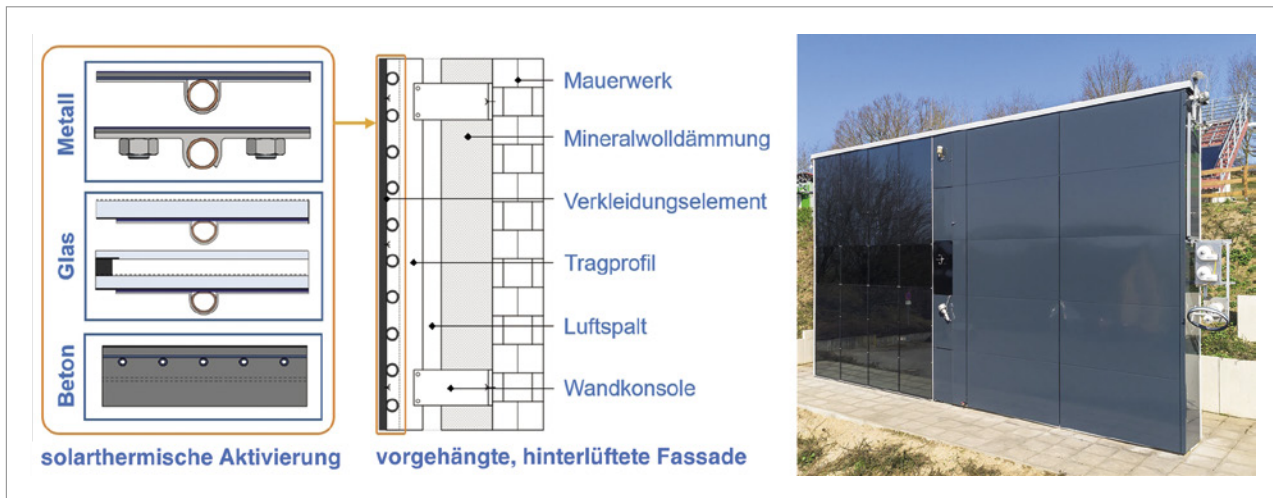 Metall
Glas
Beton
solarthermische Aktivierung
Mauerwerk
Mineralwolldämmung
Verkleidungselement
Tragprofil
Luftspalt
Wandkonsole
vorgehängte, hinterlüftete Fassade